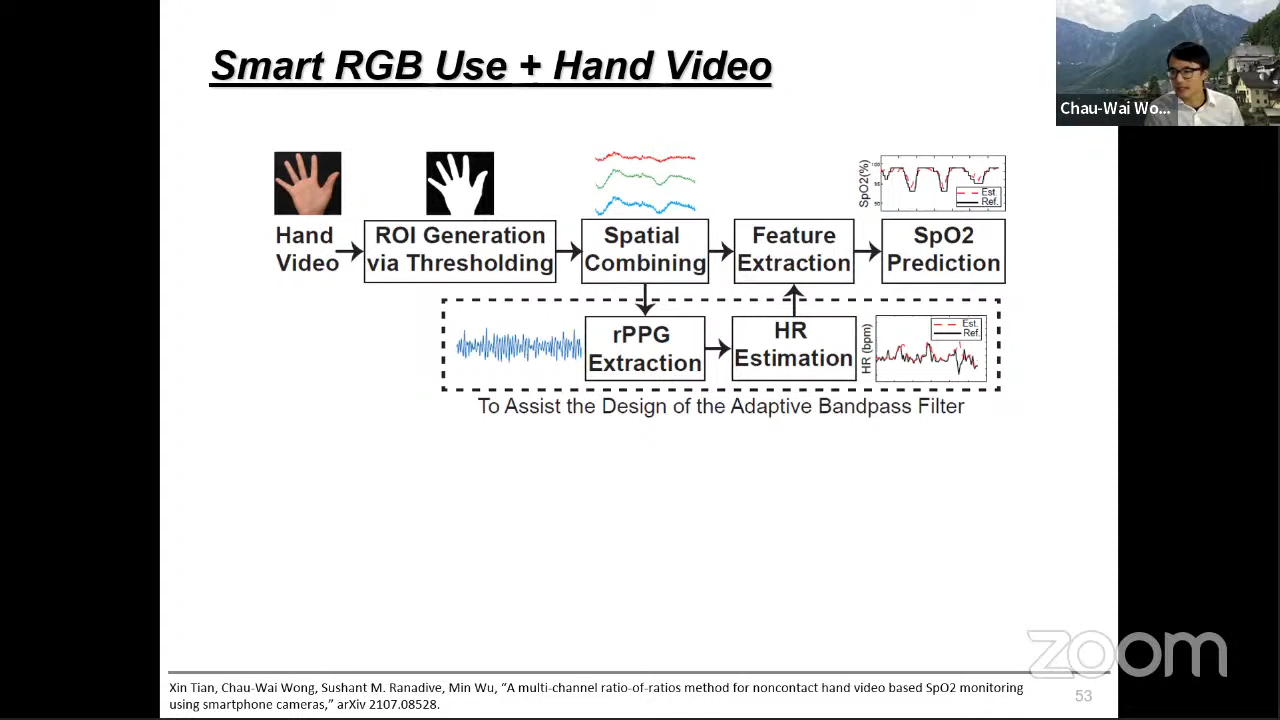 Smart RGB Use + Hand Video
Chau-Wai Wo...
Hand
Video
ROI Generation
via Thresholding
Spatial
Combining
Feature
Extraction
SpO2(%)
100
95
90
Est.
Ref.
SpO2
Prediction
rPPG
Extraction
HR
Estimation
HR (bpm)
Est.
Ref.
To Assist the Design of the Adaptive Bandpass Filter
zoom
Xin Tian, Chau-Wai Wong, Sushant M. Ranadive, Min Wu, “A multi-channel ratio-of-ratios method for noncontact hand video based SpO2 monitoring
using smartphone cameras,” arXiv 2107.08528.
53